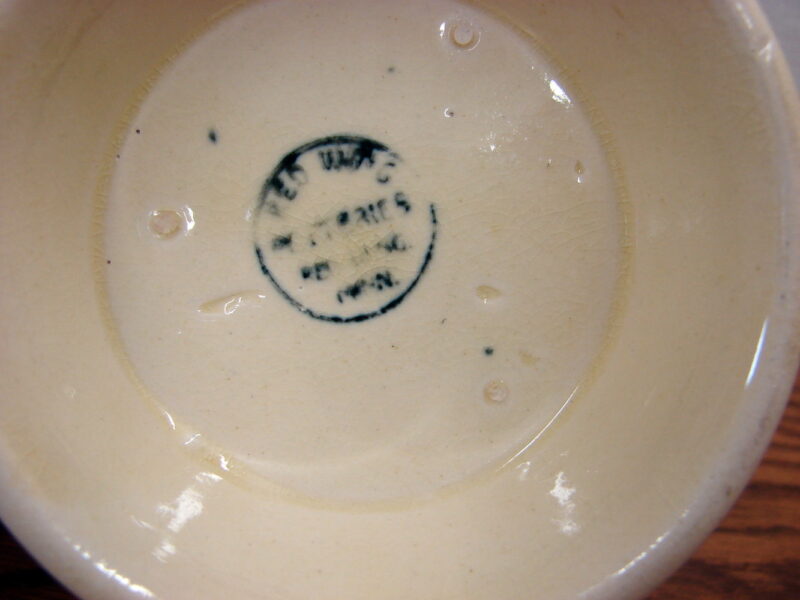 RED WING
POTTERIES
RED WING,
MINN.